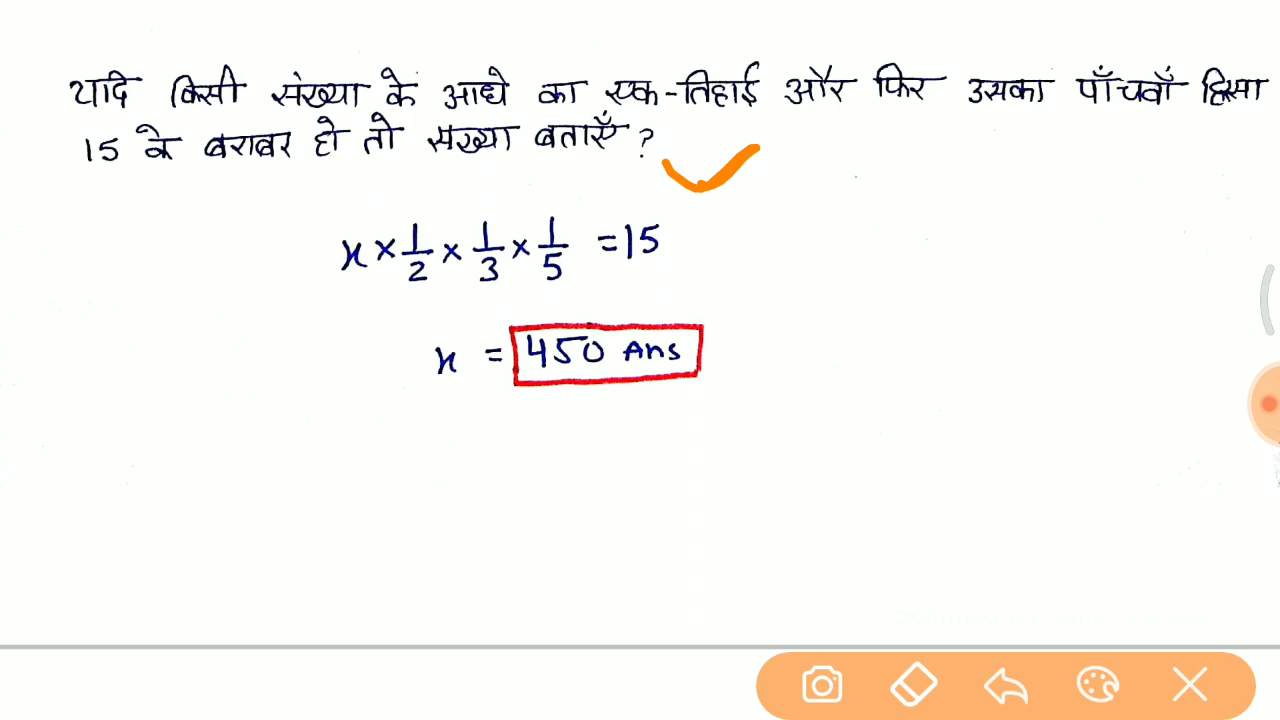 यदि किसी संख्या के आधे का एक-तिहाई और फिर उसका पाँचवाँ हिसा
15 के बराबर हो तो सख्या बताएँ?
x × 1/2 × 1/3 × 1/5 = 15
x = 450 Ans